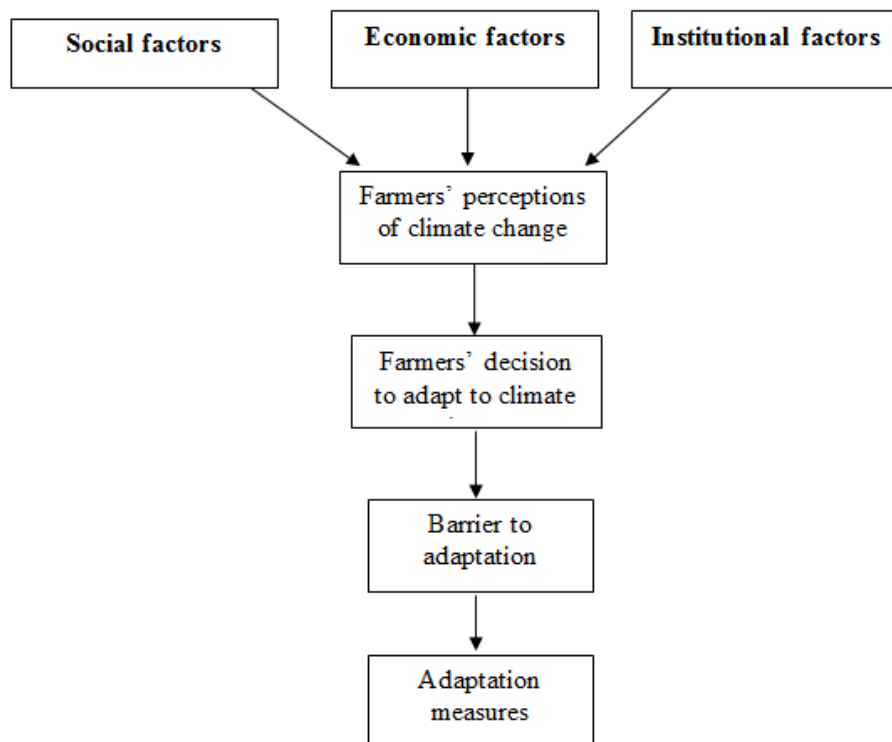 Social factors
Economic factors
Institutional factors
Farmers’ perceptions
of climate change
Farmers’ decision
to adapt to climate
Barrier to
adaptation
Adaptation
measures